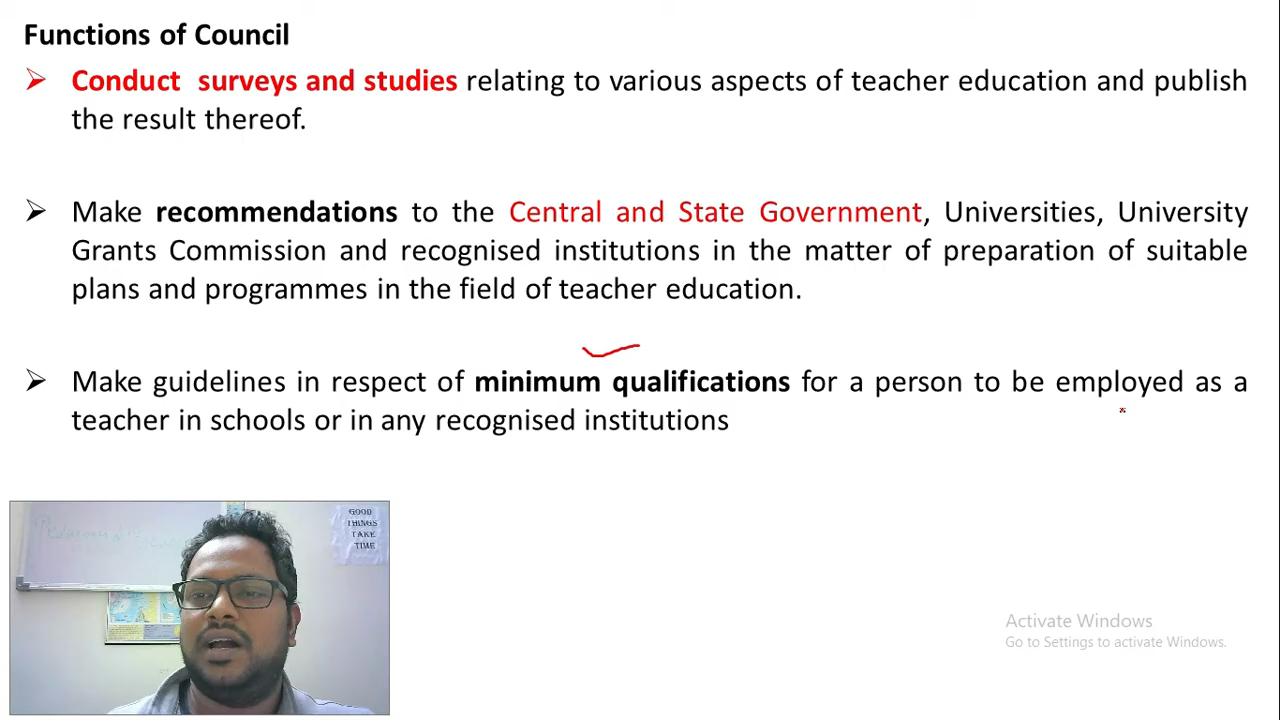 Functions of Council
Conduct surveys and studies relating to various aspects of teacher education and publish
the result thereof.
Make recommendations to the Central and State Government, Universities, University
Grants Commission and recognised institutions in the matter of preparation of suitable
plans and programmes in the field of teacher education.
Make guidelines in respect of minimum qualifications for a person to be employed as a
teacher in schools or in any recognised institutions
GOOD
THINGS
TAKE
TIME
Activate Windows
Go to Settings to activate Windows.